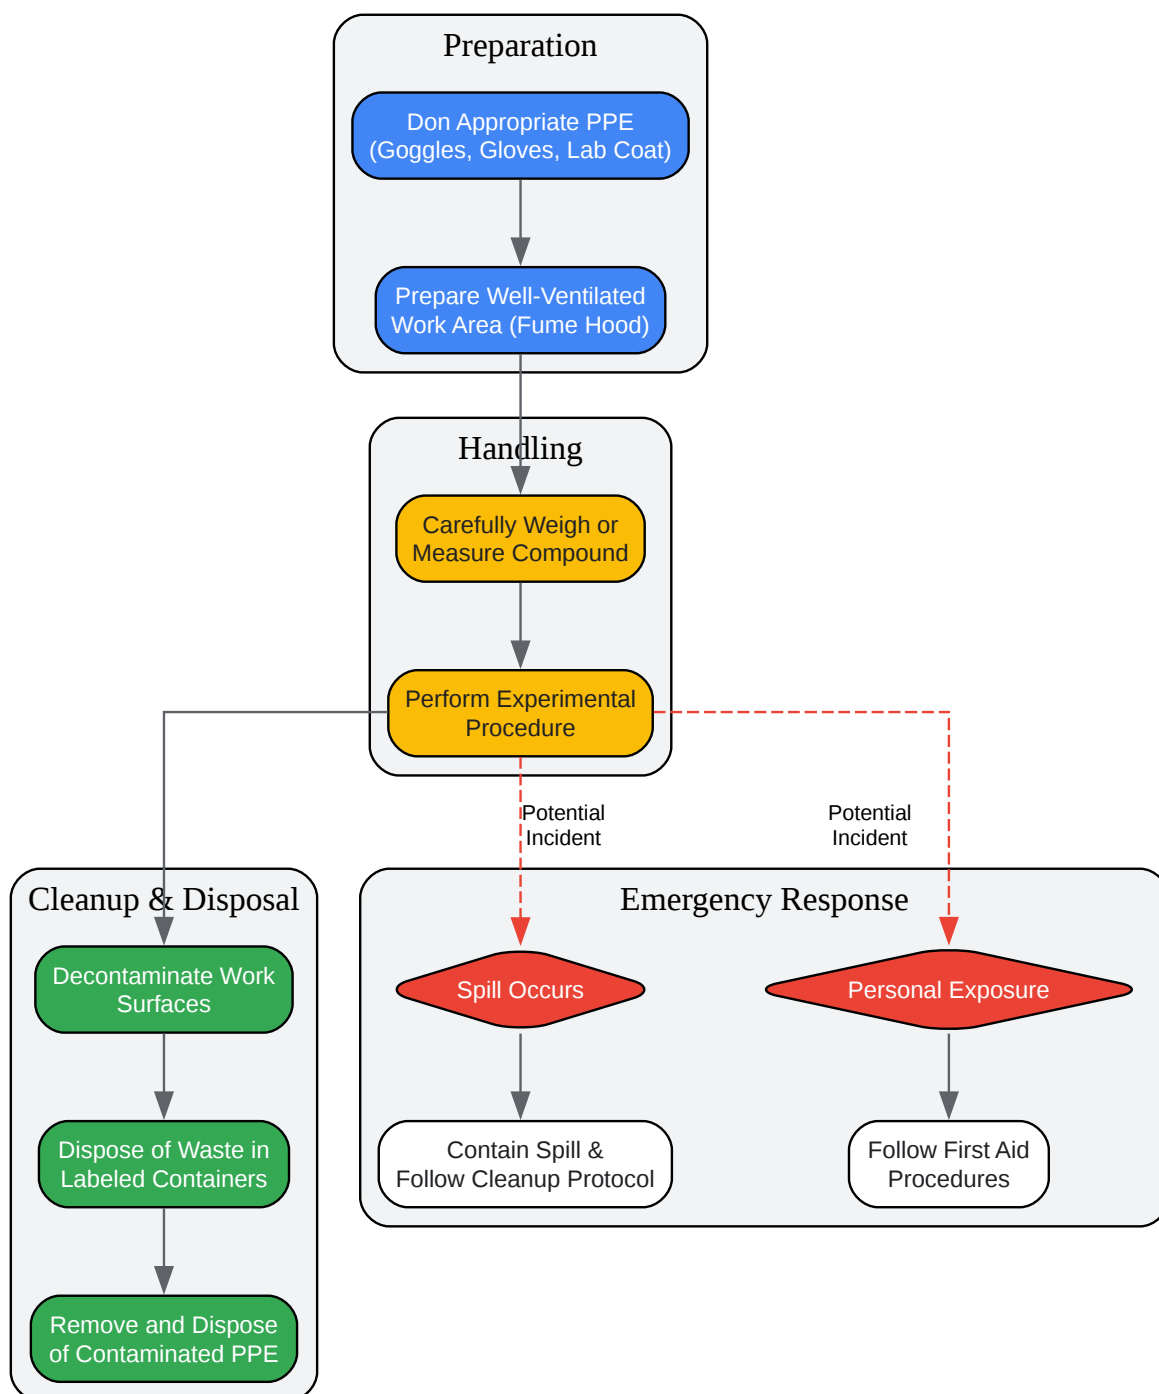 Preparation
Don Appropriate PPE
(Goggles, Gloves, Lab Coat)
Prepare Well-Ventilated
Work Area (Fume Hood)
Handling
Carefully Weigh or
Measure Compound
Perform Experimental
Procedure
Potential
Incident
Potential
Incident
Cleanup & Disposal
Decontaminate Work
Surfaces
Dispose of Waste in
Labeled Containers
Remove and Dispose
of Contaminated PPE
Emergency Response
Spill Occurs
Personal Exposure
Contain Spill &
Follow Cleanup Protocol
Follow First Aid
Procedures